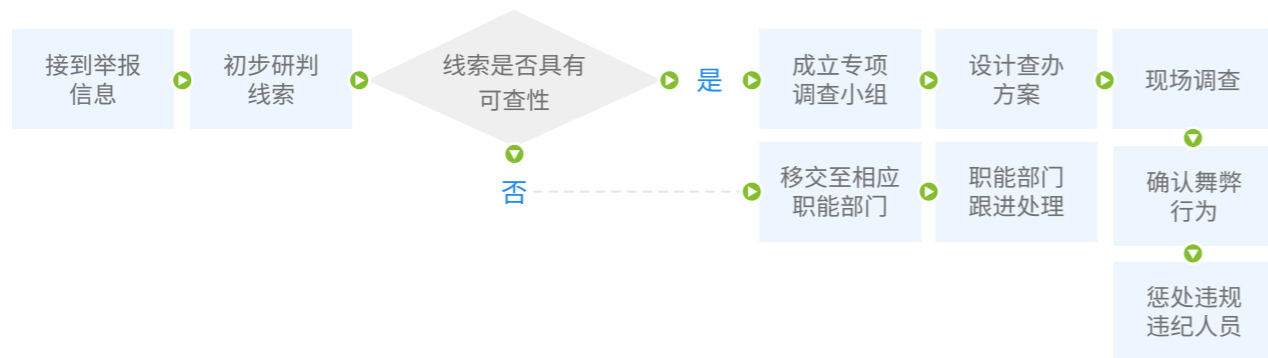 接到举报
信息
初步研判
线索
线索是否具有
可查性
是
成立专项
调查小组
设计查办
方案
现场调查
否
移交至相应
职能部门
职能部门
跟进处理
确认舞弊
行为
惩处违规
违纪人员